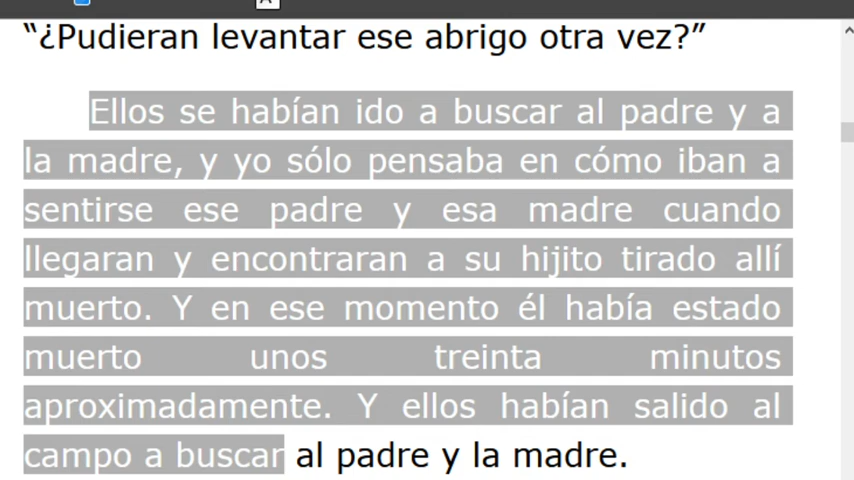 “¿Pudieran levantar ese abrigo otra vez?”
Ellos se habían ido a buscar al padre y a
la madre, y yo sólo pensaba en cómo iban a
sentirse ese padre y esa madre cuando
llegaran y encontraran a su hijito tirado allí
muerto. Y en ese momento él había estado
muerto unos treinta minutos
aproximadamente. Y ellos habían salido al
campo a buscar al padre y la madre.